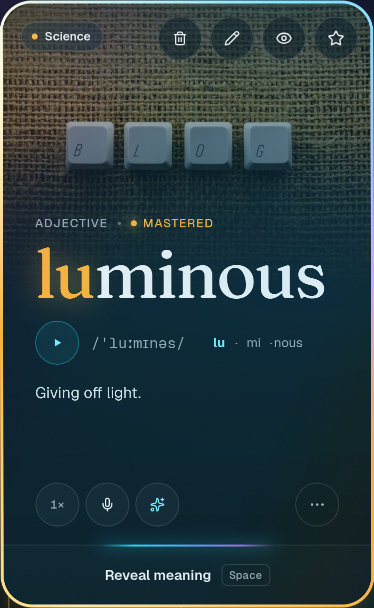 Science
B L O G
ADJECTIVE • MASTERED
luminous
/ˈluːmɪnəs/ lu · mi ·nous
Giving off light.
1×
Reveal meaning Space